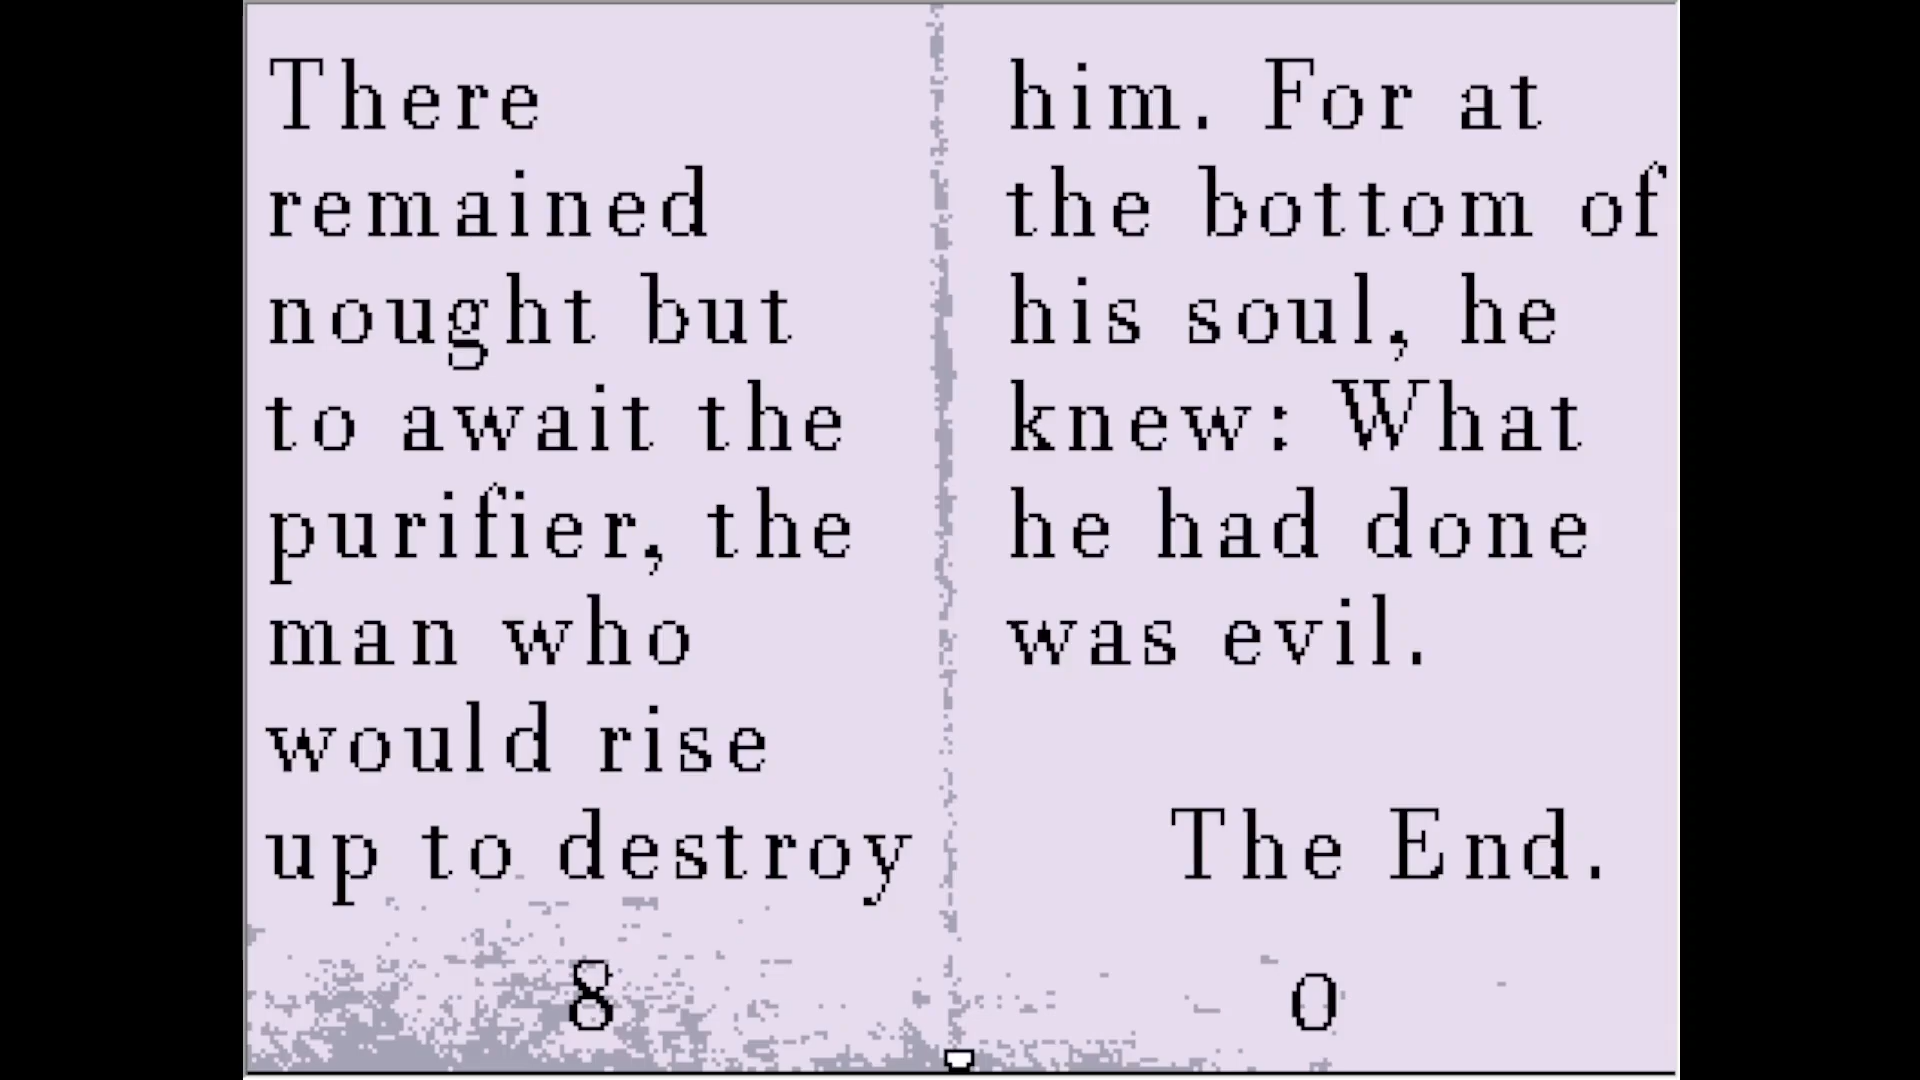 There
remained
nought but
to await the
purifier, the
man who
would rise
up to destroy
8
him. For at
the bottom of
his soul, he
knew: What
he had done
was evil.
The End.
0